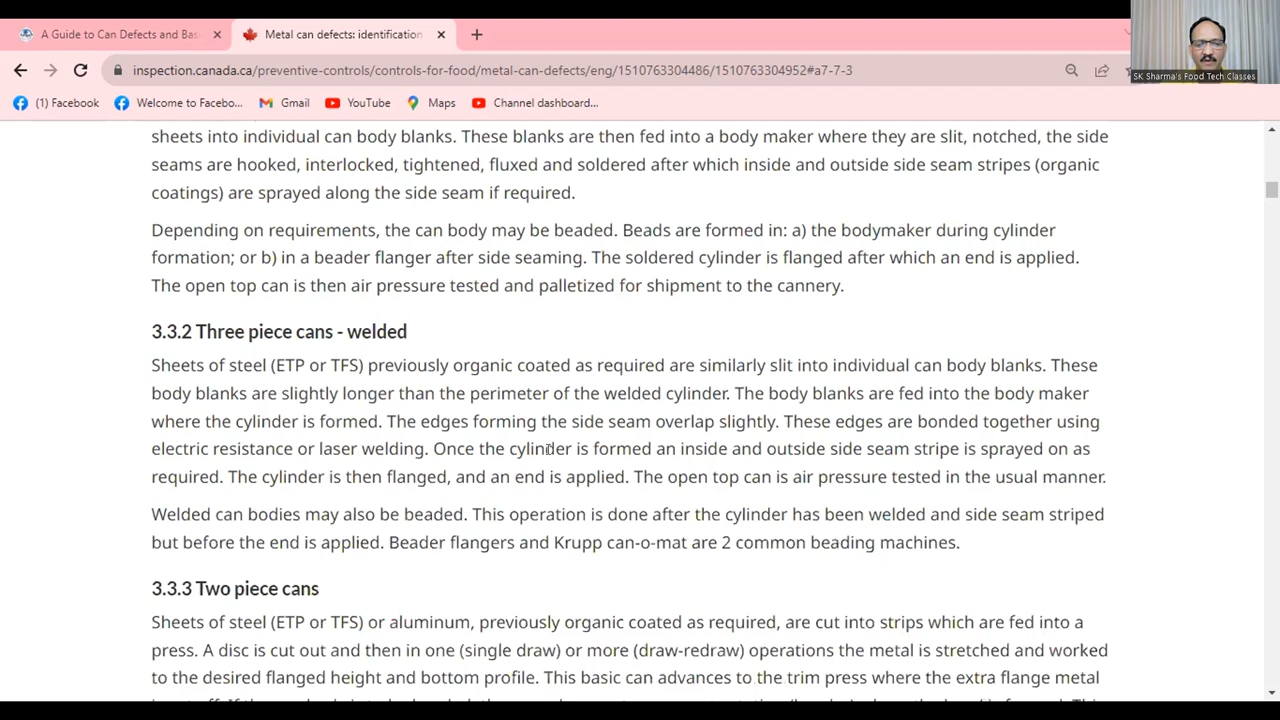 A Guide to Can Defects and Bas
Metal can defects: identification
inspection.canada.ca/preventive-controls/controls-for-food/metal-can-defects/eng/1510763304486/1510763304952#a7-7-3
SK Sharma's Food Tech Classes
(1) Facebook
Welcome to Facebo...
Gmail
YouTube
Maps
Channel dashboard...
sheets into individual can body blanks. These blanks are then fed into a body maker where they are slit, notched, the side
seams are hooked, interlocked, tightened, fluxed and soldered after which inside and outside side seam stripes (organic
coatings) are sprayed along the side seam if required.
Depending on requirements, the can body may be beaded. Beads are formed in: a) the bodymaker during cylinder
formation; or b) in a beader flanger after side seaming. The soldered cylinder is flanged after which an end is applied.
The open top can is then air pressure tested and palletized for shipment to the cannery.
3.3.2 Three piece cans - welded
Sheets of steel (ETP or TFS) previously organic coated as required are similarly slit into individual can body blanks. These
body blanks are slightly longer than the perimeter of the welded cylinder. The body blanks are fed into the body maker
where the cylinder is formed. The edges forming the side seam overlap slightly. These edges are bonded together using
electric resistance or laser welding. Once the cylinder is formed an inside and outside side seam stripe is sprayed on as
required. The cylinder is then flanged, and an end is applied. The open top can is air pressure tested in the usual manner.
Welded can bodies may also be beaded. This operation is done after the cylinder has been welded and side seam striped
but before the end is applied. Beader flangers and Krupp can-o-mat are 2 common beading machines.
3.3.3 Two piece cans
Sheets of steel (ETP or TFS) or aluminum, previously organic coated as required, are cut into strips which are fed into a
press. A disc is cut out and then in one (single draw) or more (draw-redraw) operations the metal is stretched and worked
to the desired flanged height and bottom profile. This basic can advances to the trim press where the extra flange metal